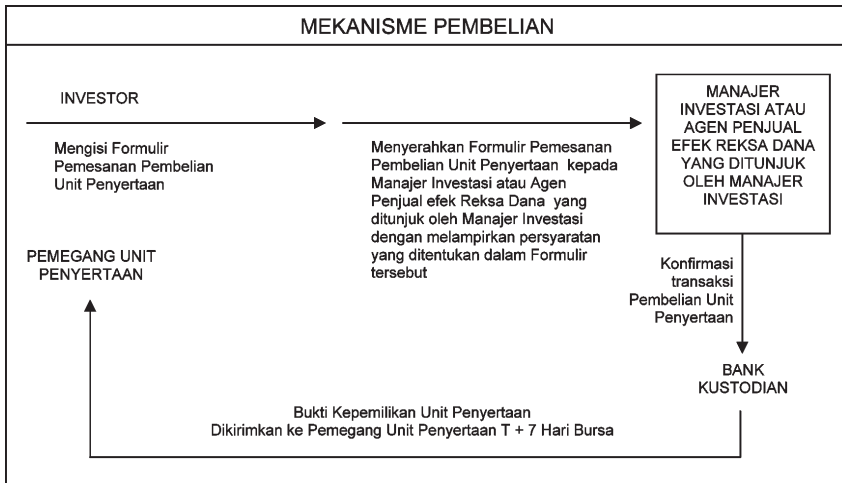 MEKANISME PEMBELIAN
INVESTOR
Mengisi Formulir
Pemesanan Pembelian
Unit Penyertaan
Menyerahkan Formulir Pemesanan
Pembelian Unit Penyertaan kepada
Manajer Investasi atau Agen
Penjual efek Reksa Dana yang
ditunjuk oleh Manajer Investasi
dengan melampirkan persyaratan
yang ditentukan dalam Formulir
tersebut
MANAJER
INVESTASI ATAU
AGEN PENJUAL
EFEK REKSA DANA
YANG DITUNJUK
OLEH MANAJER
INVESTASI
Konfirmasi
transaksi
Pembelian Unit
Penyertaan
BANK
KUSTODIAN
Bukti Kepemilikan Unit Penyertaan
Dikirimkan ke Pemegang Unit Penyertaan T + 7 Hari Bursa
PEMEGANG UNIT
PENYERTAAN